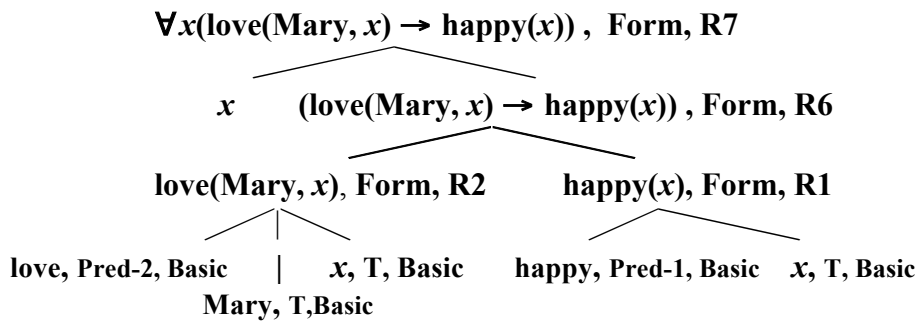 ∀x(love(Mary, x) → happy(x)) , Form, R7
x (love(Mary, x) → happy(x)) , Form, R6
love(Mary, x), Form, R2 happy(x), Form, R1
love, Pred-2, Basic | x, T, Basic happy, Pred-1, Basic x, T, Basic
Mary, T,Basic